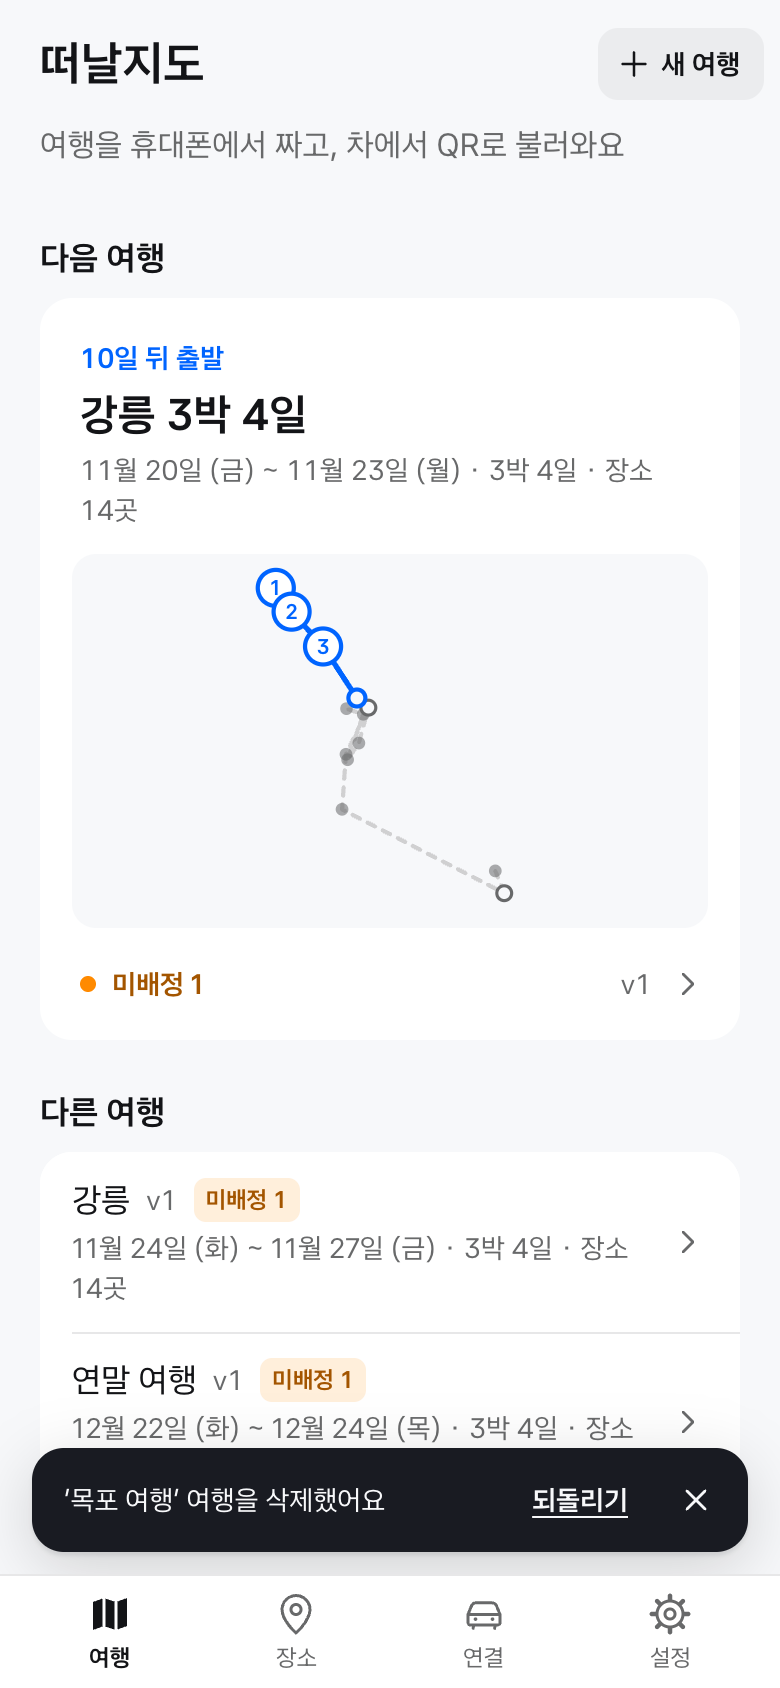 떠날지도
+ 새 여행
여행을 휴대폰에서 짜고, 차에서 QR로 불러와요
다음 여행
10일 뒤 출발
강릉 3박 4일
11월 20일 (금) ~ 11월 23일 (월) · 3박 4일 · 장소
14곳
1
2
3
미배정 1
v1
다른 여행
강릉 v1 미배정 1
11월 24일 (화) ~ 11월 27일 (금) · 3박 4일 · 장소
14곳
연말 여행 v1 미배정 1
12월 22일 (화) ~ 12월 24일 (목) · 3박 4일 · 장소
‘목포 여행‘ 여행을 삭제했어요 되돌리기
여행 장소 연결 설정